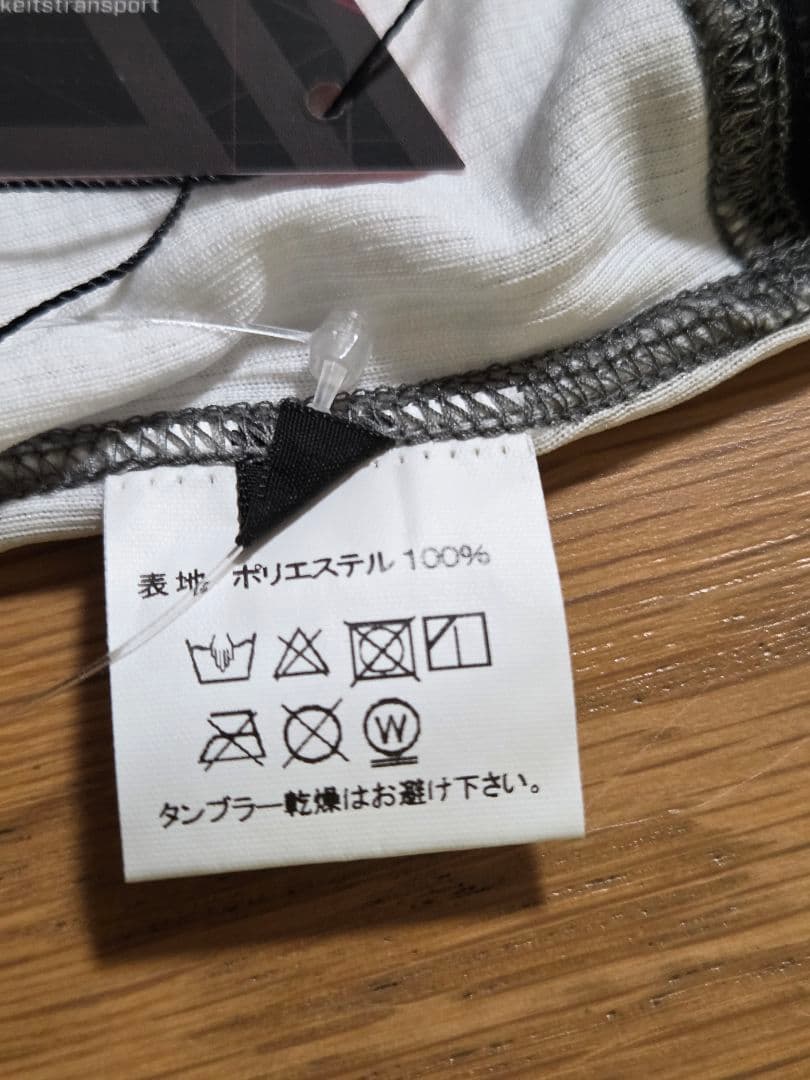 keitstransport
表地 ポリエステル 100%
W
タンブラー乾燥はお避け下さい。